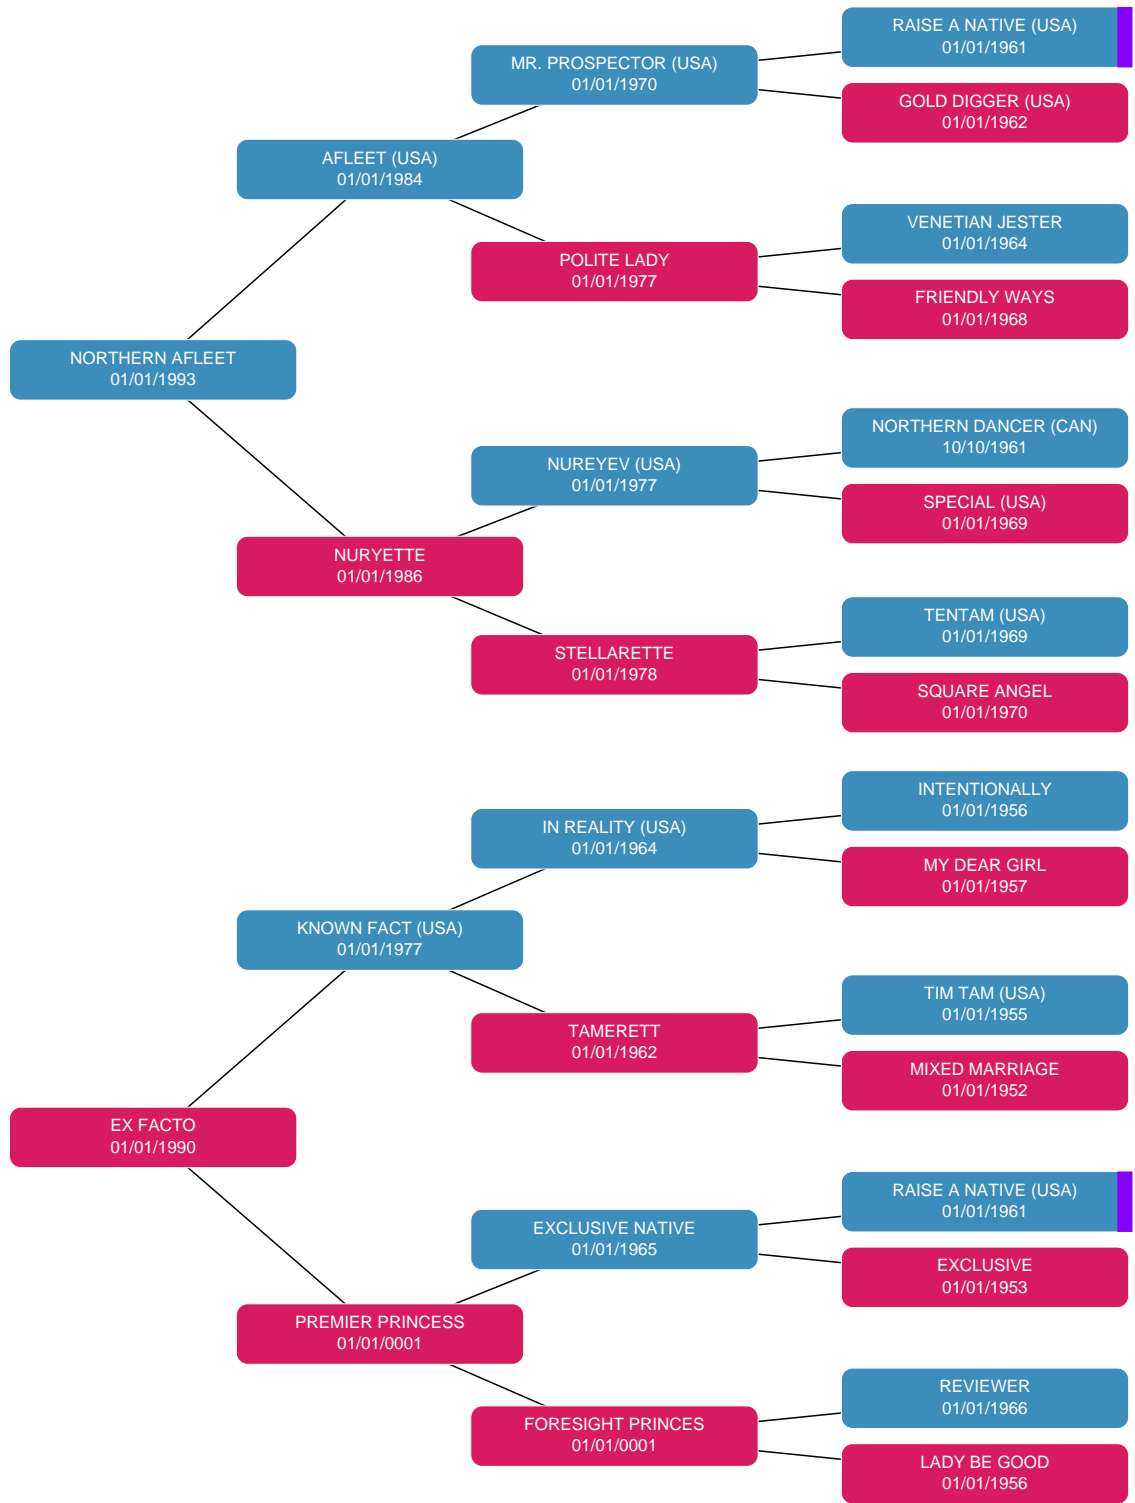 RAISE A NATIVE (USA)
01/01/1961
MR. PROSPECTOR (USA)
01/01/1970
GOLD DIGGER (USA)
01/01/1962
AFLEET (USA)
01/01/1984
VENETIAN JESTER
01/01/1964
POLITE LADY
01/01/1977
FRIENDLY WAYS
01/01/1968
NORTHERN AFLEET
01/01/1993
NORTHERN DANCER (CAN)
10/10/1961
NUREYEV (USA)
01/01/1977
SPECIAL (USA)
01/01/1969
NURYETTE
01/01/1986
TENTAM (USA)
01/01/1969
STELLARETTE
01/01/1978
SQUARE ANGEL
01/01/1970
INTENTIONALLY
01/01/1956
IN REALITY (USA)
01/01/1964
MY DEAR GIRL
01/01/1957
KNOWN FACT (USA)
01/01/1977
TIM TAM (USA)
01/01/1955
TAMERETT
01/01/1962
MIXED MARRIAGE
01/01/1952
EX FACTO
01/01/1990
RAISE A NATIVE (USA)
01/01/1961
EXCLUSIVE NATIVE
01/01/1965
EXCLUSIVE
01/01/1953
PREMIER PRINCESS
01/01/0001
REVIEWER
01/01/1966
FORESIGHT PRINCES
01/01/0001
LADY BE GOOD
01/01/1956